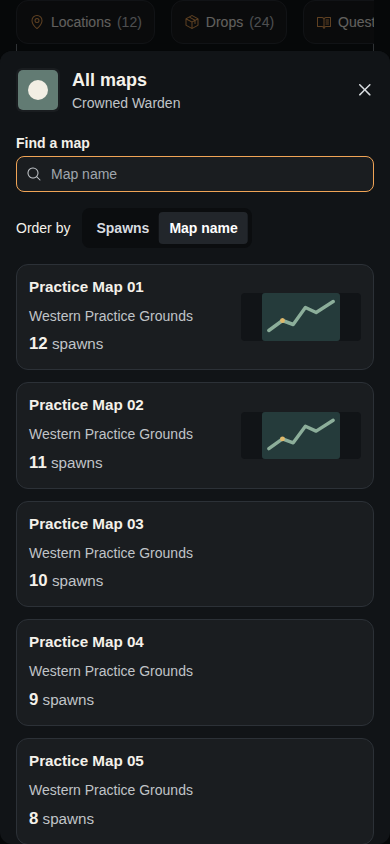 Locations (12)
Drops (24)
Quest
All maps
Crowned Warden
Find a map
Map name
Order by
Spawns
Map name
Practice Map 01
Western Practice Grounds
12 spawns
Practice Map 02
Western Practice Grounds
11 spawns
Practice Map 03
Western Practice Grounds
10 spawns
Practice Map 04
Western Practice Grounds
9 spawns
Practice Map 05
Western Practice Grounds
8 spawns